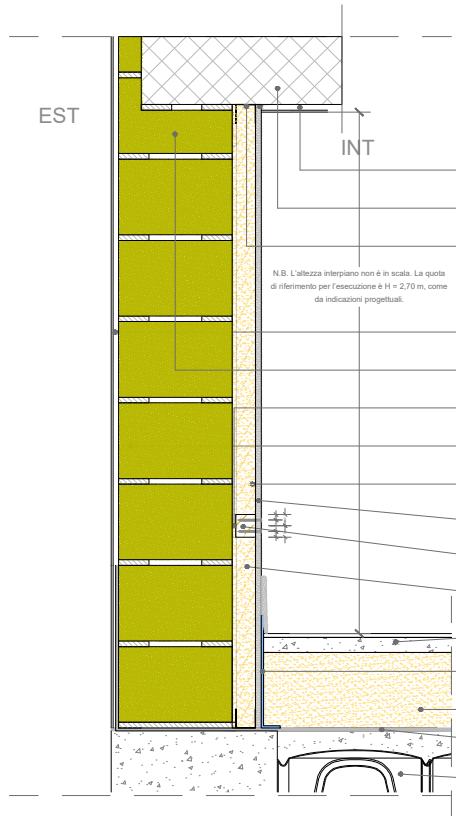 EST
INT
N.B. L'altezza interpiano non è in scala. La quota
di riferimento per l'esecuzione è H = 2,70 m, come
da indicazioni progettuali.